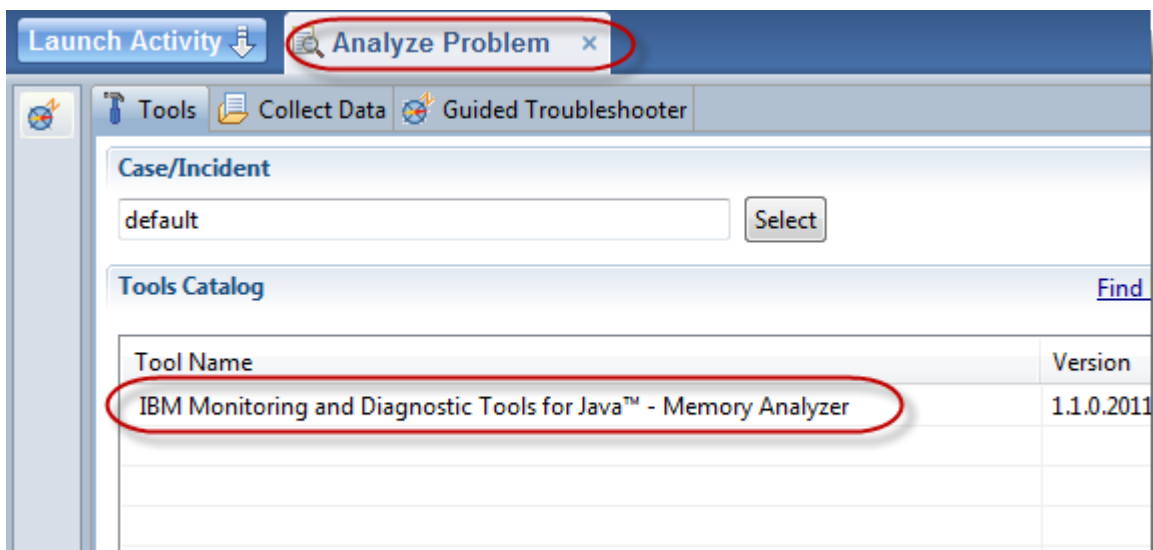 Launch Activity Analyze Problem ×
Tools Collect Data Guided Troubleshooter
Case/Incident
default Select
Tools Catalog Find
Tool Name Version
IBM Monitoring and Diagnostic Tools for Java™ - Memory Analyzer 1.1.0.2011